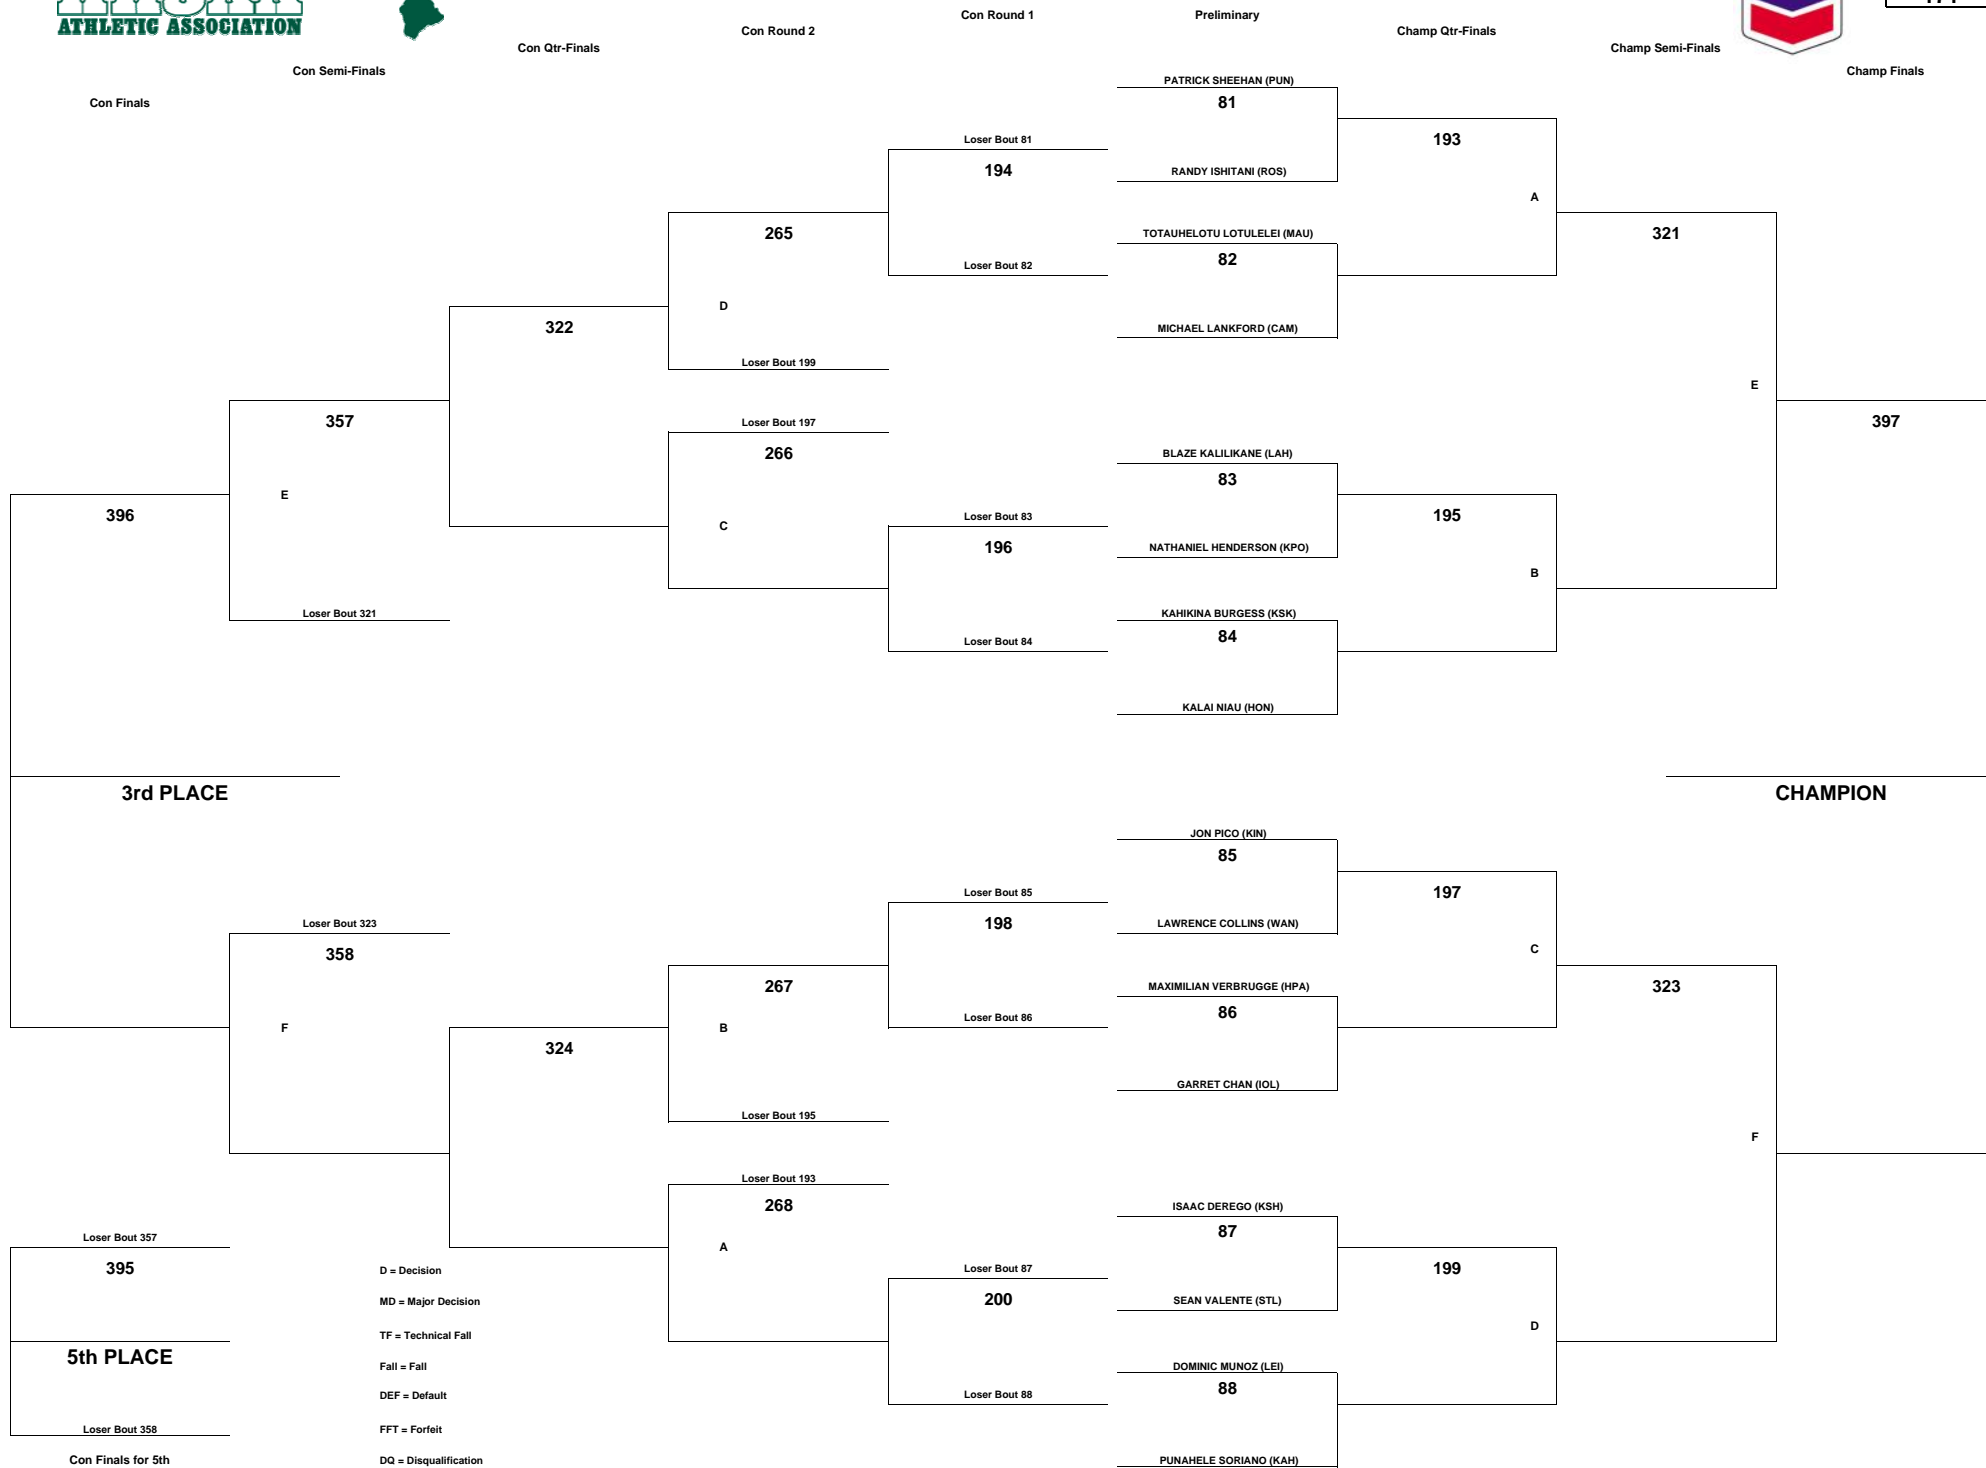 ATHLETIC ASSOCIATION
Con Finals
Con Semi-Finals
Con Qtr-Finals
Con Round 2
Con Round 1
Preliminary
Champ Qtr-Finals
Champ Semi-Finals
Champ Finals
PATRICK SHEEHAN (PUN)
81
RANDY ISHITANI (ROS)
TOTAUHELOTU LOTULELEI (MAU)
82
MICHAEL LANKFORD (CAM)
BLAZE KALILIKANE (LAH)
83
NATHANIEL HENDERSON (KPO)
KAHIKINA BURGESS (KSK)
84
KALAI NIAU (HON)
JON PICO (KIN)
85
LAWRENCE COLLINS (WAN)
MAXIMILIAN VERBRUGGE (HPA)
86
GARRET CHAN (IOL)
ISAAC DEREGO (KSH)
87
SEAN VALENTE (STL)
DOMINIC MUNOZ (LEI)
88
PUNAHELE SORIANO (KAH)
193
A
195
B
197
C
199
D
321
E
323
F
397
CHAMPION
Loser Bout 81
194
Loser Bout 82
Loser Bout 83
196
Loser Bout 84
Loser Bout 85
198
Loser Bout 86
Loser Bout 87
200
Loser Bout 88
265
D
Loser Bout 199
Loser Bout 197
266
C
267
B
Loser Bout 195
Loser Bout 193
268
A
322
324
357
E
Loser Bout 321
Loser Bout 323
358
F
396
3rd PLACE
Loser Bout 357
395
5th PLACE
Loser Bout 358
Con Finals for 5th
D = Decision
MD = Major Decision
TF = Technical Fall
Fall = Fall
DEF = Default
FFT = Forfeit
DQ = Disqualification